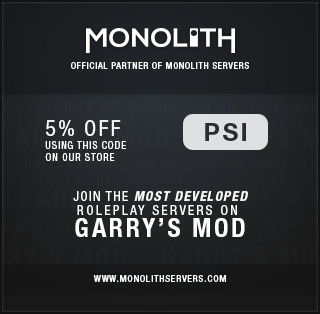 MONOLITH
OFFICIAL PARTNER OF MONOLITH SERVERS
5% OFF
USING THIS CODE
ON OUR STORE
PSI
JOIN THE MOST DEVELOPED
ROLEPLAY SERVERS ON
GARRY'S MOD
WWW.MONOLITHSERVERS.COM